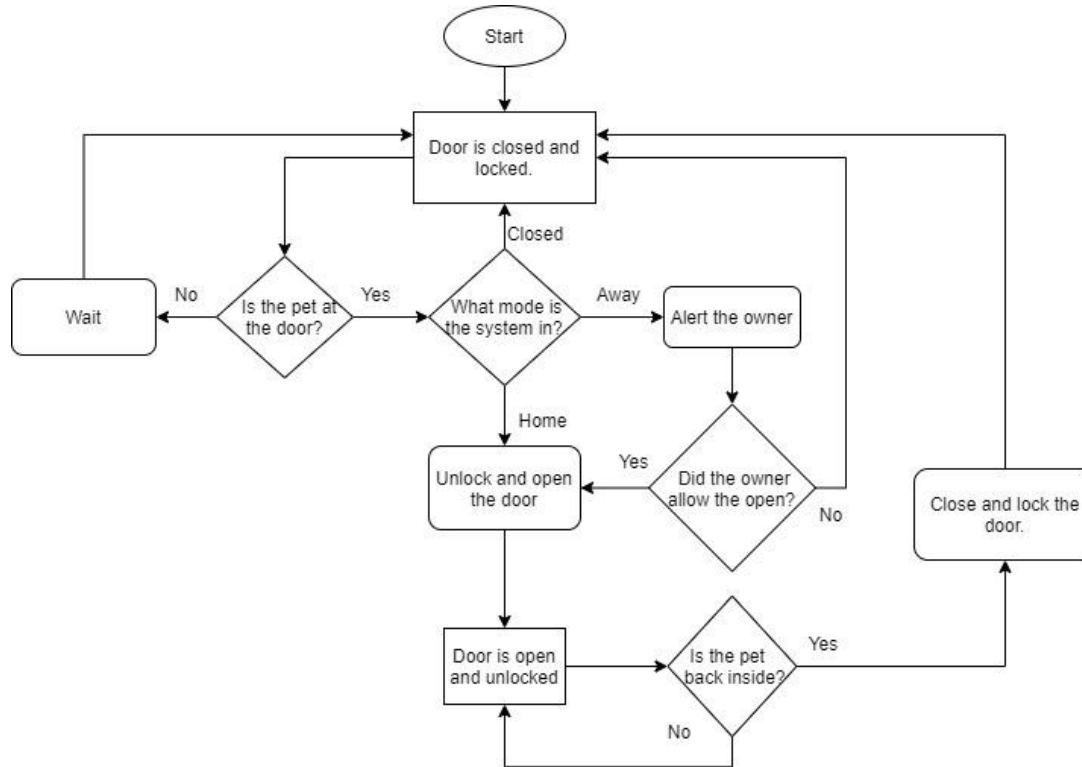 Start
Door is closed and
locked.
Closed
Wait
No
Is the pet at
the door?
Yes
What mode is
the system in?
Away
Alert the owner
Home
Unlock and open
the door
Yes
Did the owner
allow the open?
No
Close and lock the
door.
Door is open
and unlocked
Is the pet
back inside?
Yes
No